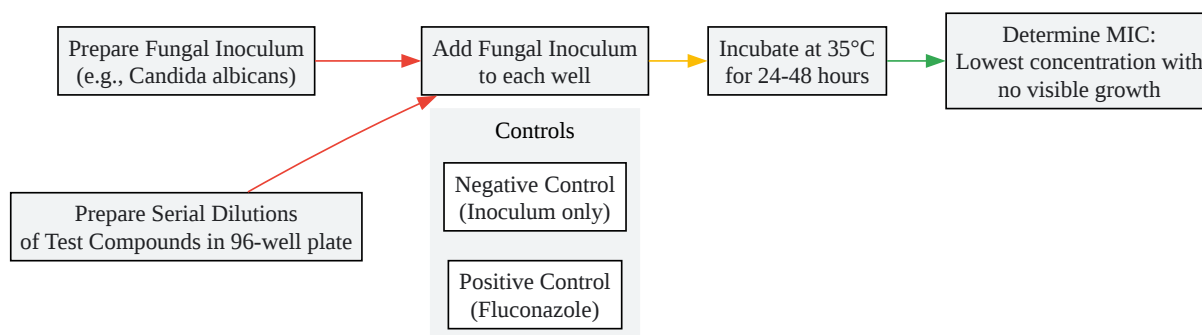 Prepare Fungal Inoculum
(e.g., Candida albicans)
Add Fungal Inoculum
to each well
Incubate at 35°C
for 24-48 hours
Determine MIC:
Lowest concentration with
no visible growth
Prepare Serial Dilutions
of Test Compounds in 96-well plate
Controls
Negative Control
(Inoculum only)
Positive Control
(Fluconazole)